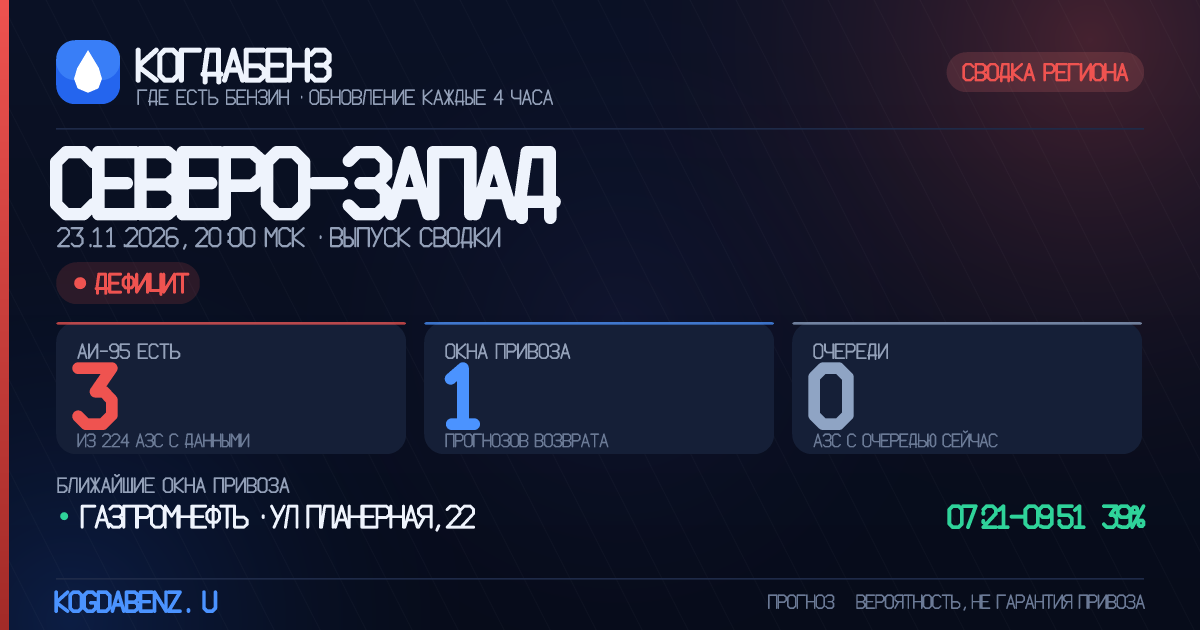 КОГДАБЕНЗ
ГДЕ ЕСТЬ БЕНЗИН · ОБНОВЛЕНИЕ КАЖДЫЕ 4 ЧАСА
СВОДКА РЕГИОНА
СЕВЕРО-ЗАПАД
23.11.2026, 20:00 МСК · ВЫПУСК СВОДКИ
• ДЕФИЦИТ
АИ-95 ЕСТЬ
3
ИЗ 224 АЗС С ДАННЫМИ
ОКНА ПРИВОЗА
1
ПРОГНОЗОВ ВОЗВРАТА
ОЧЕРЕДИ
0
АЗС С ОЧЕРЕДЬЮ СЕЙЧАС
БЛИЖАЙШИЕ ОКНА ПРИВОЗА
• ГАЗПРОМНЕФТЬ · УЛ ПЛАНЕРНАЯ, 22
07:21-09:51 39%
KOGDABENZ. U
ПРОГНОЗ ВЕРОЯТНОСТЬ, НЕ ГАРАНТИЯ ПРИВОЗА